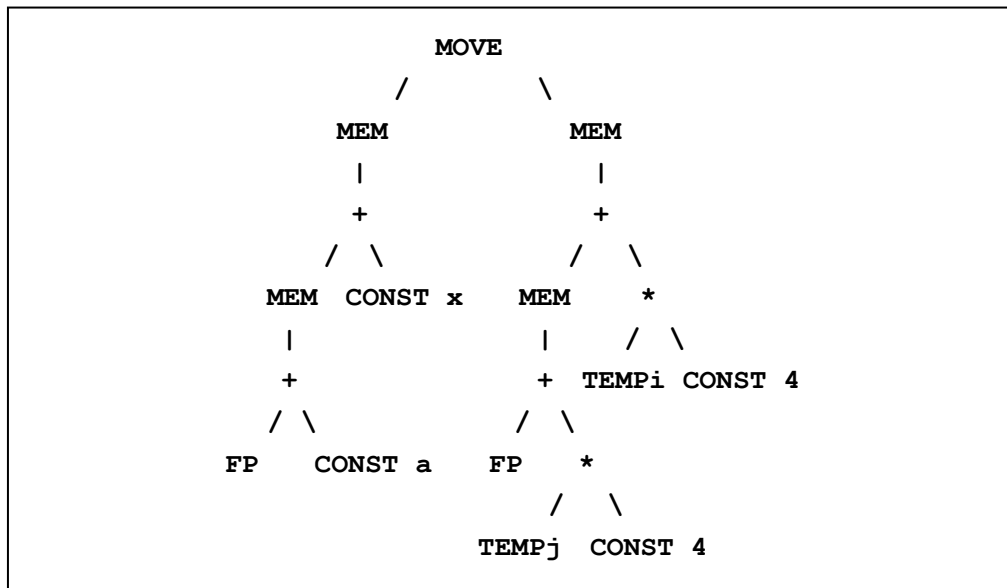 MOVE
/ \
MEM MEM
| |
+ +
/ \ / \
MEM CONST x MEM *
| | / \
+ + TEMPi CONST 4
/ \ / \
FP CONST a FP *
/ \
TEMPj CONST 4